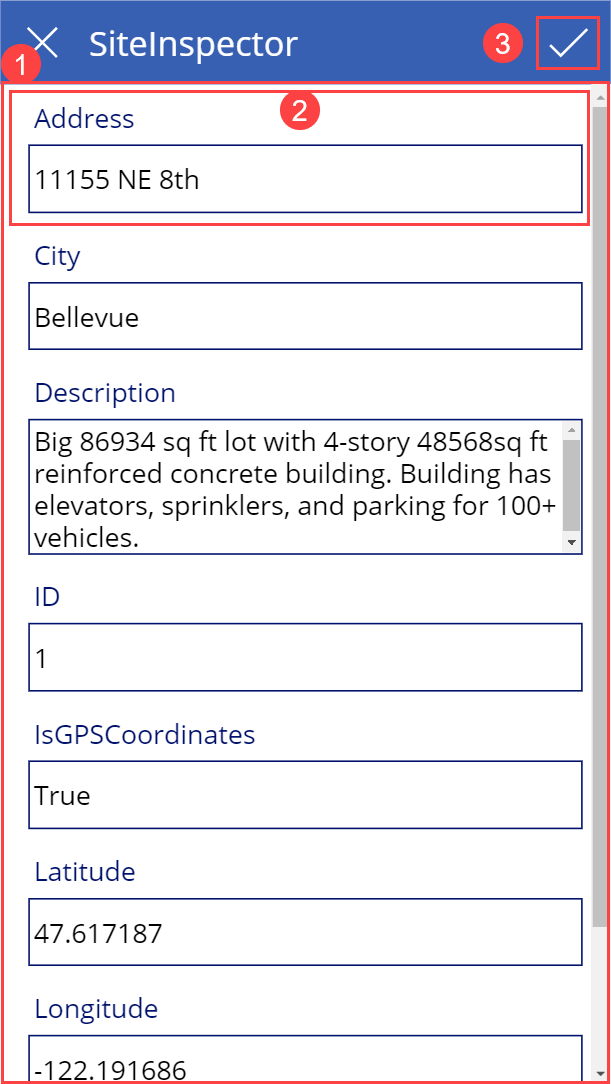 SiteInspector
3
1
2
Address
11155 NE 8th
City
Bellevue
Description
Big 86934 sq ft lot with 4-story 48568sq ft
reinforced concrete building. Building has
elevators, sprinklers, and parking for 100+
vehicles.
ID
1
IsGPSCoordinates
True
Latitude
47.617187
Longitude
-122.191686